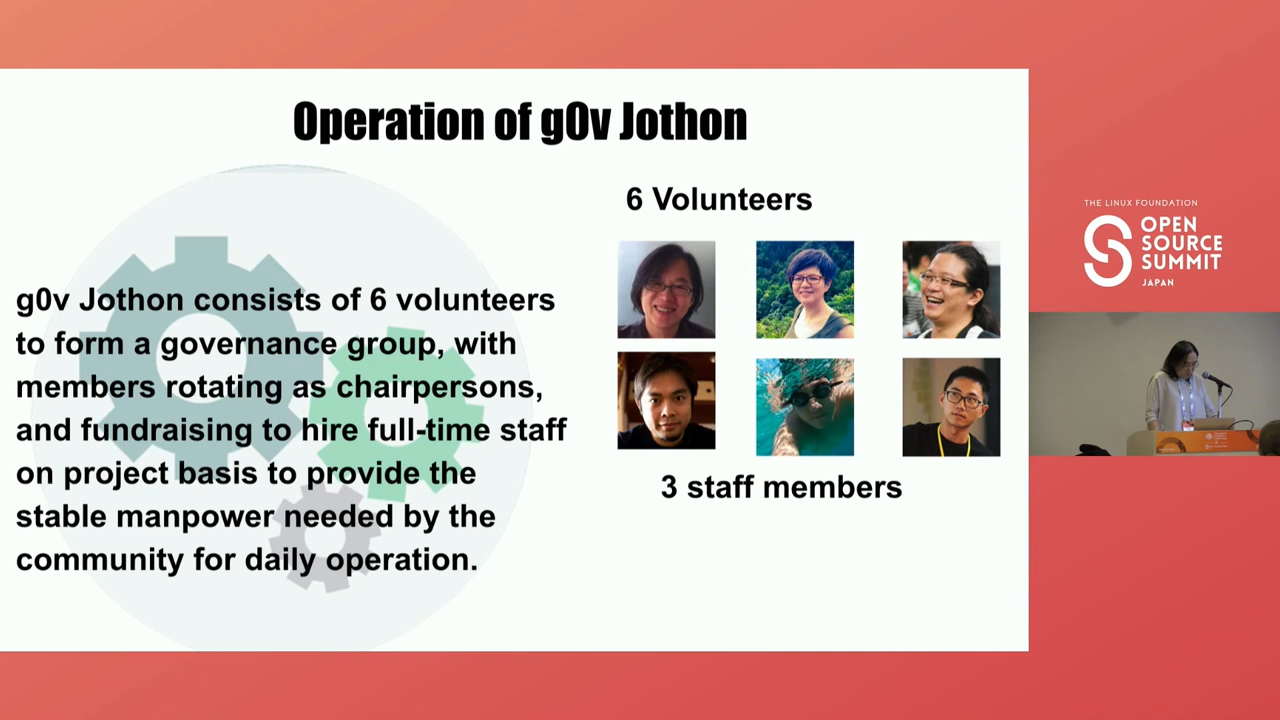 Operation of g0v Jothon
6 Volunteers
g0v Jothon consists of 6 volunteers
to form a governance group, with
members rotating as chairpersons,
and fundraising to hire full-time staff
on project basis to provide the
stable manpower needed by the
community for daily operation.
3 staff members
THE LINUX FOUNDATION
OPEN
SOURCE
SUMMIT
JAPAN